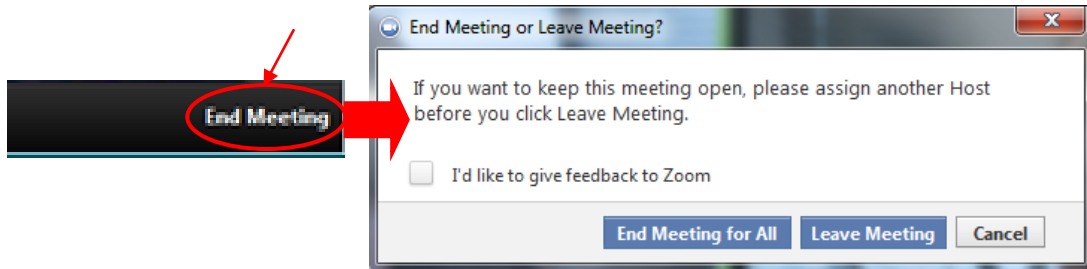 End Meeting
End Meeting or Leave Meeting?
If you want to keep this meeting open, please assign another Host
before you click Leave Meeting.
I'd like to give feedback to Zoom
End Meeting for All Leave Meeting Cancel